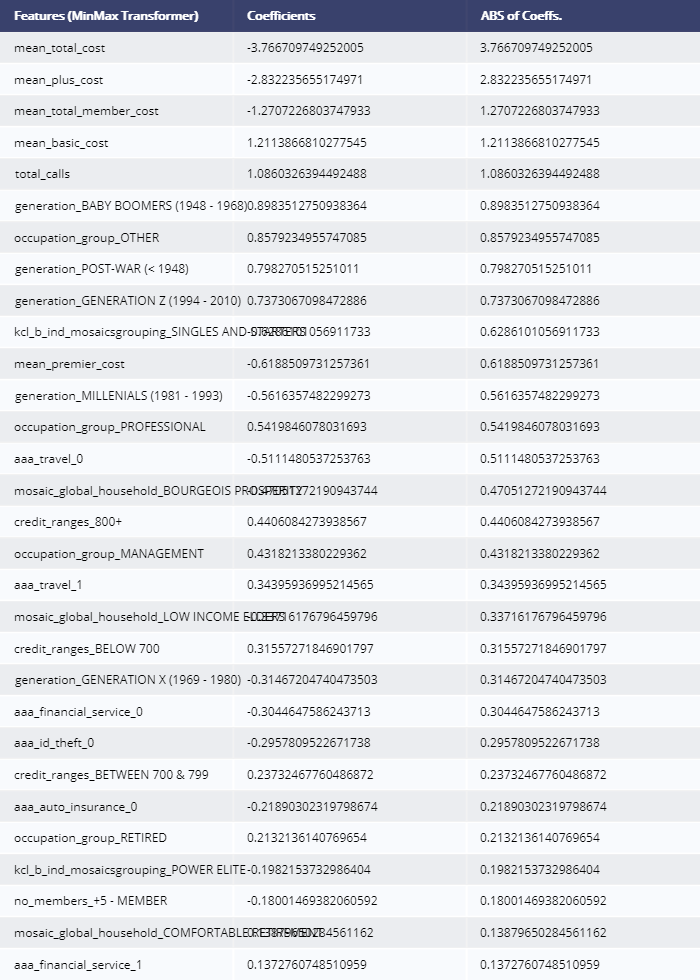 Features (MinMax Transformer) Coefficients ABS of Coeffs.
mean_total_cost -3.766709749252005 3.766709749252005
mean_plus_cost -2.832235655174971 2.832235655174971
mean_total_member_cost -1.2707226803747933 1.2707226803747933
mean_basic_cost 1.2113866810277545 1.2113866810277545
total_calls 1.0860326394492488 1.0860326394492488
generation_BABY BOOMERS (1948 - 1968) 0.8983512750938364 0.8983512750938364
occupation_group_OTHER 0.8579234955747085 0.8579234955747085
generation_POST-WAR (< 1948) 0.798270515251011 0.798270515251011
generation_GENERATION Z (1994 - 2010) 0.7373067098472886 0.7373067098472886
kcl_b_ind_mosaicsgrouping_SINGLES AND STARTERS -0.6286101056911733 0.6286101056911733
mean_premier_cost -0.6188509731257361 0.6188509731257361
generation_MILLENIALS (1981 - 1993) -0.5616357482299273 0.5616357482299273
occupation_group_PROFESSIONAL 0.5419846078031693 0.5419846078031693
aaa_travel_0 -0.5111480537253763 0.5111480537253763
mosaic_global_household_BOURGEOIS PROSPERITY -0.47051272190943744 0.47051272190943744
credit_ranges_800+ 0.4406084273938567 0.4406084273938567
occupation_group_MANAGEMENT 0.4318213380229362 0.4318213380229362
aaa_travel_1 0.34395936995214565 0.34395936995214565
mosaic_global_household_LOW INCOME ELDERS -0.33716176796459796 0.33716176796459796
credit_ranges_BELOW 700 0.31557271846901797 0.31557271846901797
generation_GENERATION X (1969 - 1980) -0.31467204740473503 0.31467204740473503
aaa_financial_service_0 -0.3044647586243713 0.3044647586243713
aaa_id_theft_0 -0.2957809522671738 0.2957809522671738
credit_ranges_BETWEEN 700 & 799 0.23732467760486872 0.23732467760486872
aaa_auto_insurance_0 -0.21890302319798674 0.21890302319798674
occupation_group_RETIRED 0.2132136140769654 0.2132136140769654
kcl_b_ind_mosaicsgrouping_POWER ELITE -0.1982153732986404 0.1982153732986404
no_members_+5 - MEMBER -0.18001469382060592 0.18001469382060592
mosaic_global_household_COMFORTABLE RETIREMENT 0.13879650284561162 0.13879650284561162
aaa_financial_service_1 0.1372760748510959 0.1372760748510959